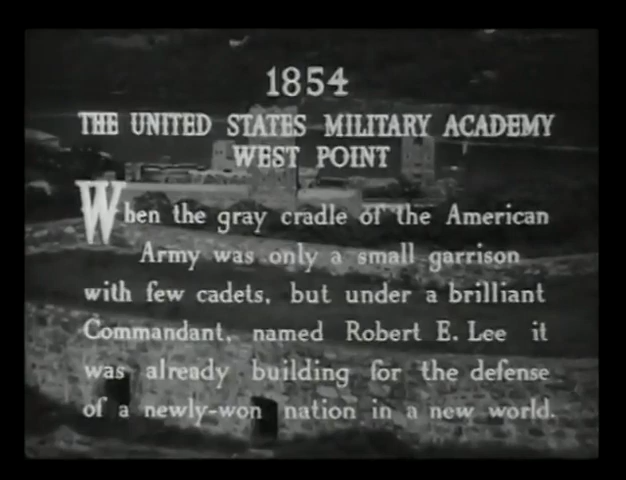 1854
THE UNITED STATES MILITARY ACADEMY
WEST POINT
When the gray cradle of the American
Army was only a small garrison
with few cadets, but under a brilliant
Commandant, named Robert E. Lee it
was already building for the defense
of a newly-won nation in a new world.